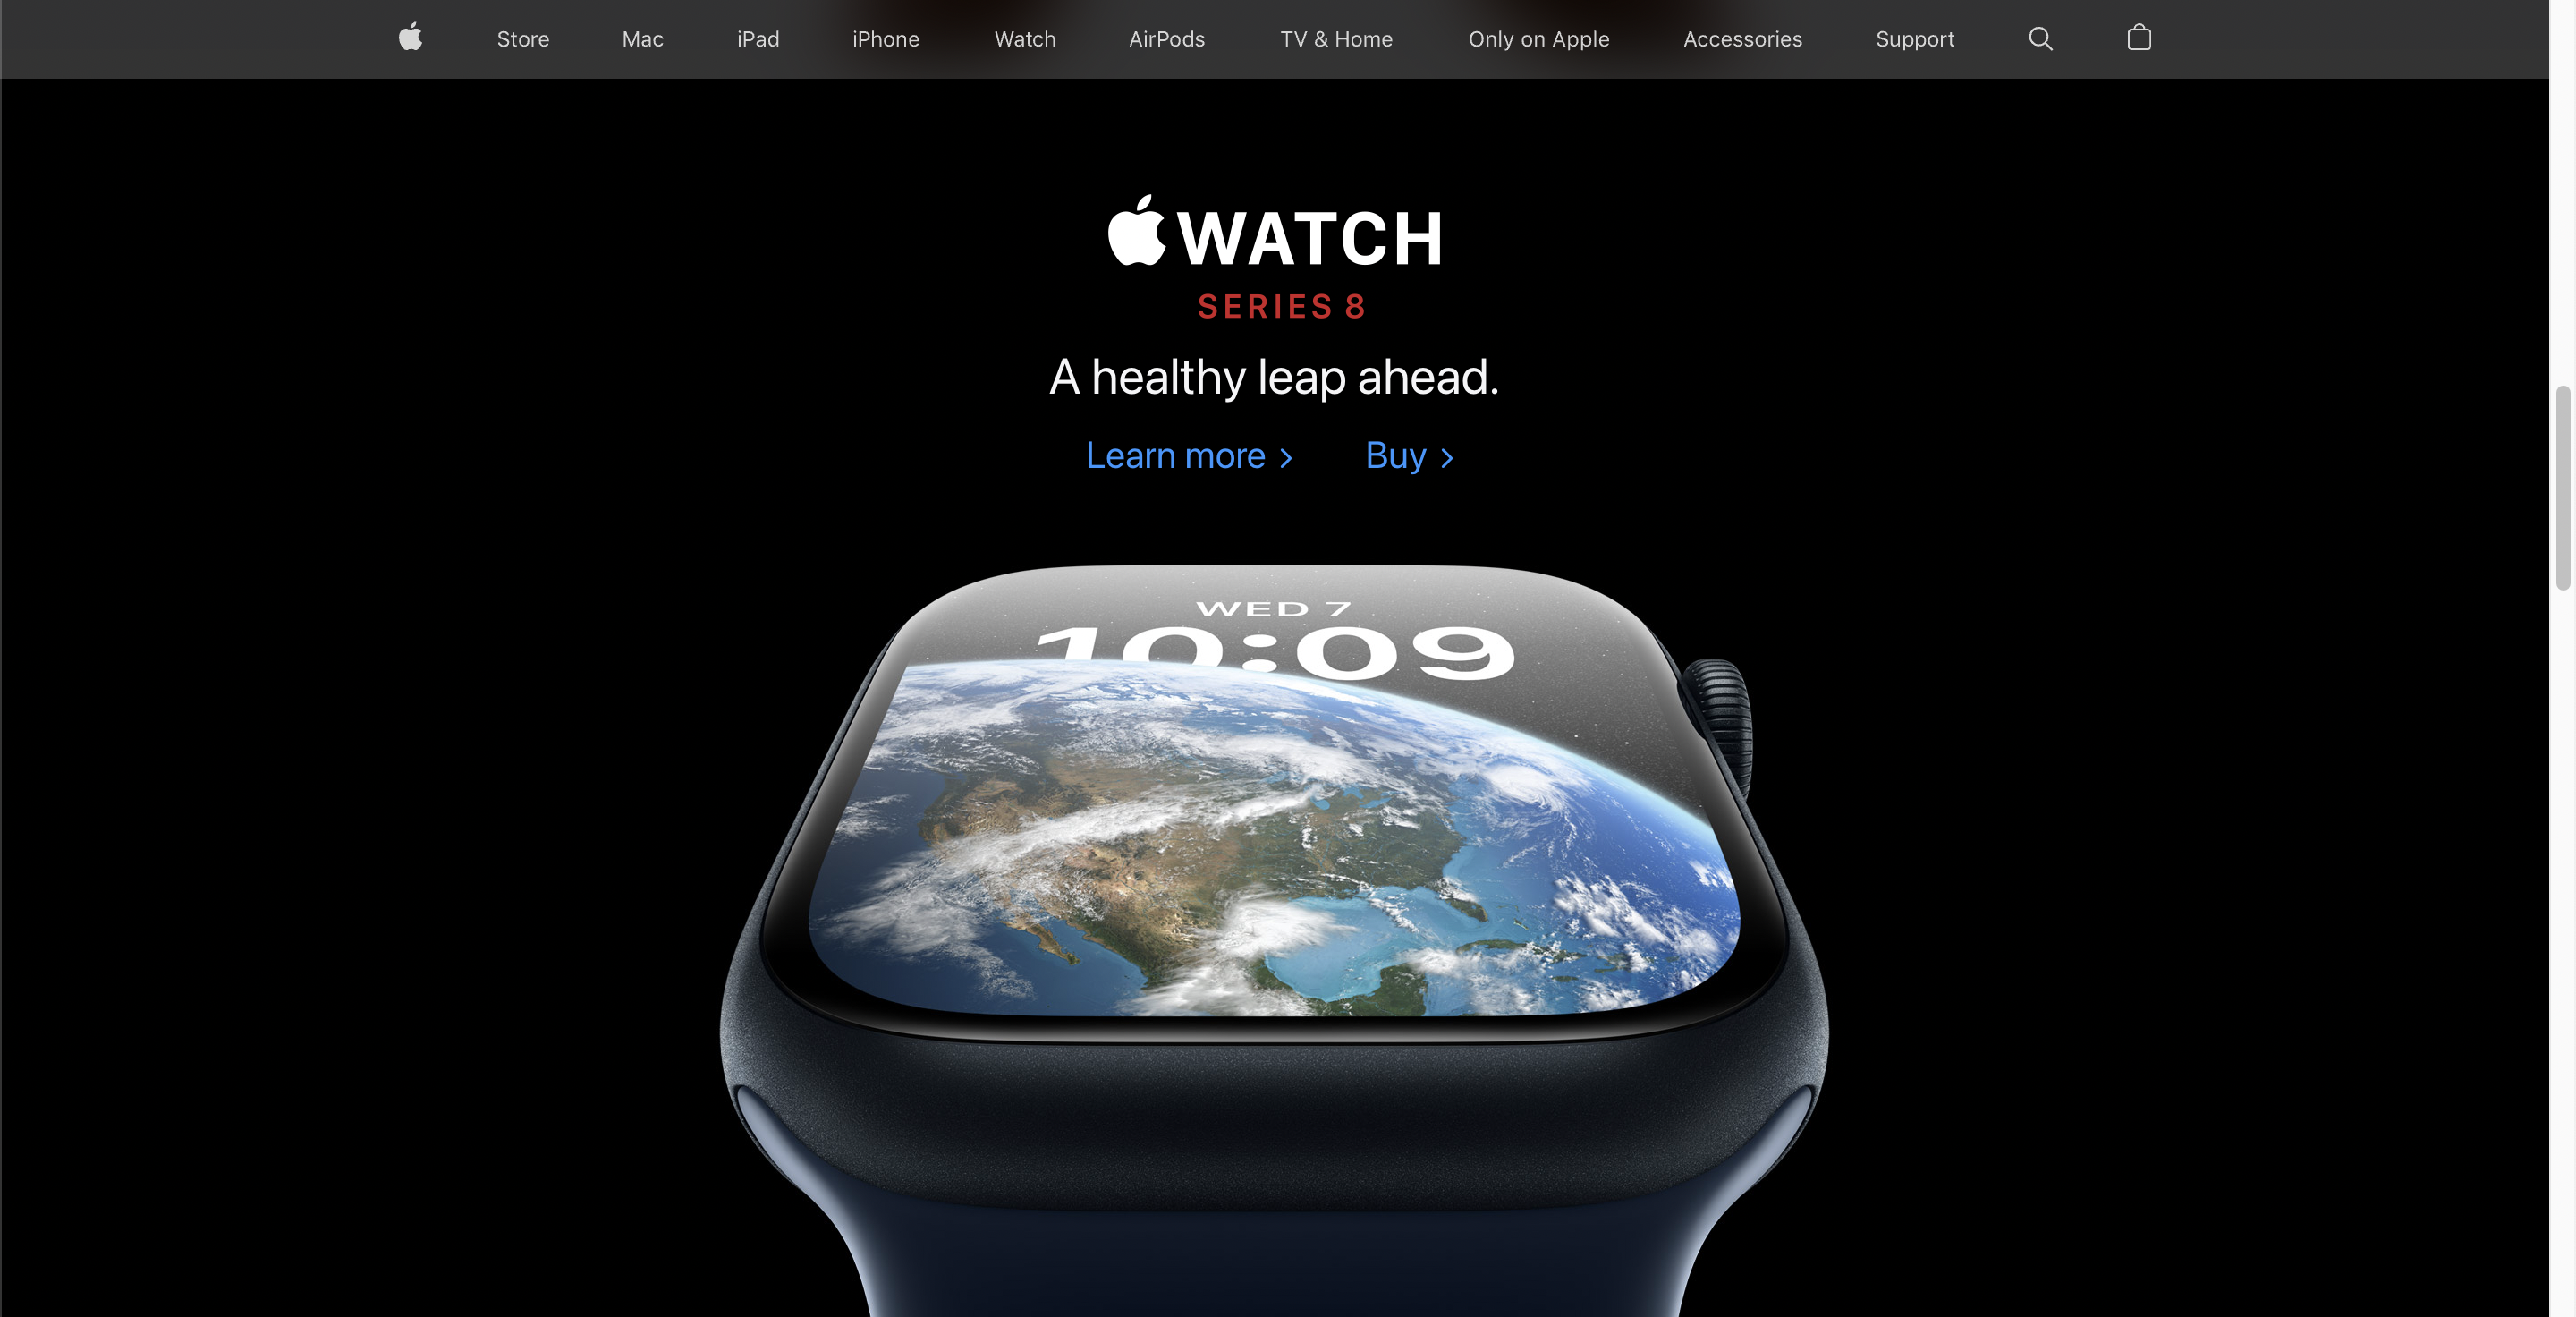 Store Mac iPad iPhone Watch AirPods TV & Home Only on Apple Accessories Support
WATCH
SERIES 8
A healthy leap ahead.
Learn more > Buy >
WED 7
10:09